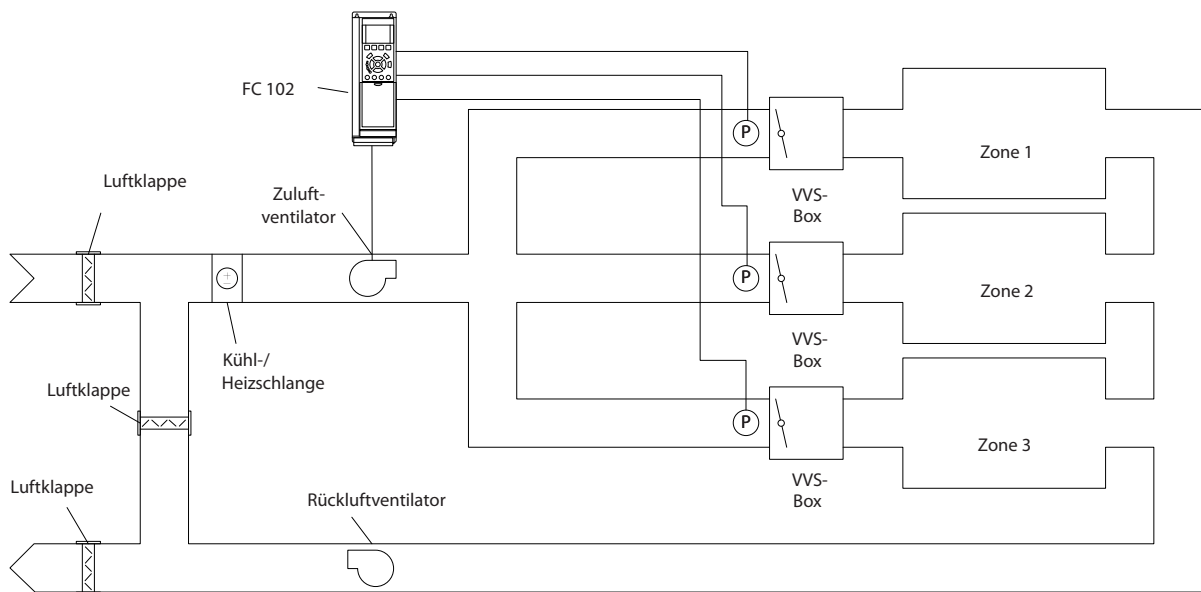 FC 102
Luftklappe
Zuluft-
ventilator
P
VVS-
Box
Zone 1
P
VVS-
Box
Zone 2
Kühl-/
Heizschlange
Luftklappe
P
VVS-
Box
Zone 3
Luftklappe
Rückluftventilator